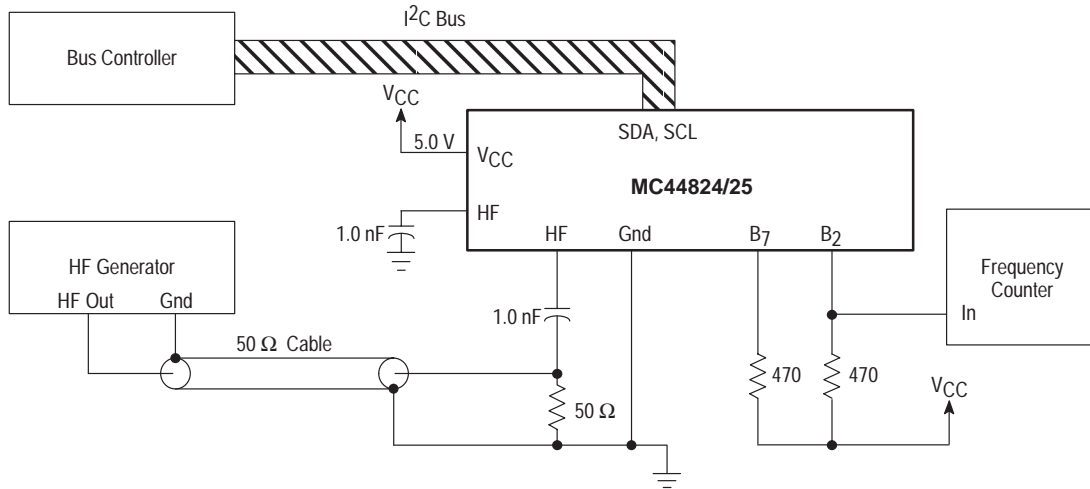 I²C Bus
Bus Controller
VCC
5.0 V
SDA, SCL
VCC
MC44824/25
HF
1.0 nF
HF Gnd B7 B2
HF Generator
HF Out Gnd
Frequency
Counter
In
1.0 nF
50 Ω Cable
470
470
VCC
50 Ω